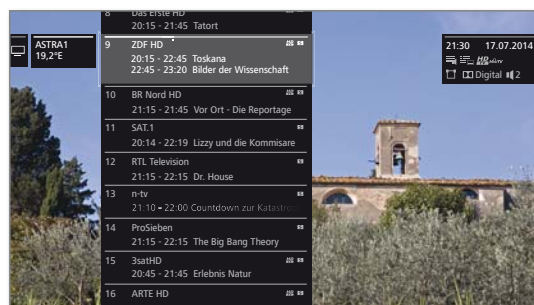 ASTRA1
19,2°E
8 Das Erste HD
20:15 - 21:45 Tatort
9 ZDF HD
20:15 - 22:45 Toskana
22:45 - 23:20 Bilder der Wissenschaft
10 BR Nord HD
21:15 - 21:45 Vor Ort - Die Reportage
11 SAT.1
20:14 - 22:19 Lizzy und die Kommisare
12 RTL Television
21:15 - 22:15 Dr. House
13 n-tv
21:10 - 22:00 Countdown zur Katastro
14 ProSieben
21:15 - 22:15 The Big Bang Theory
15 3satHD
20:45 - 21:45 Erlebnis Natur
16 ARTE HD
21:30 17.07.2014
Digital 2